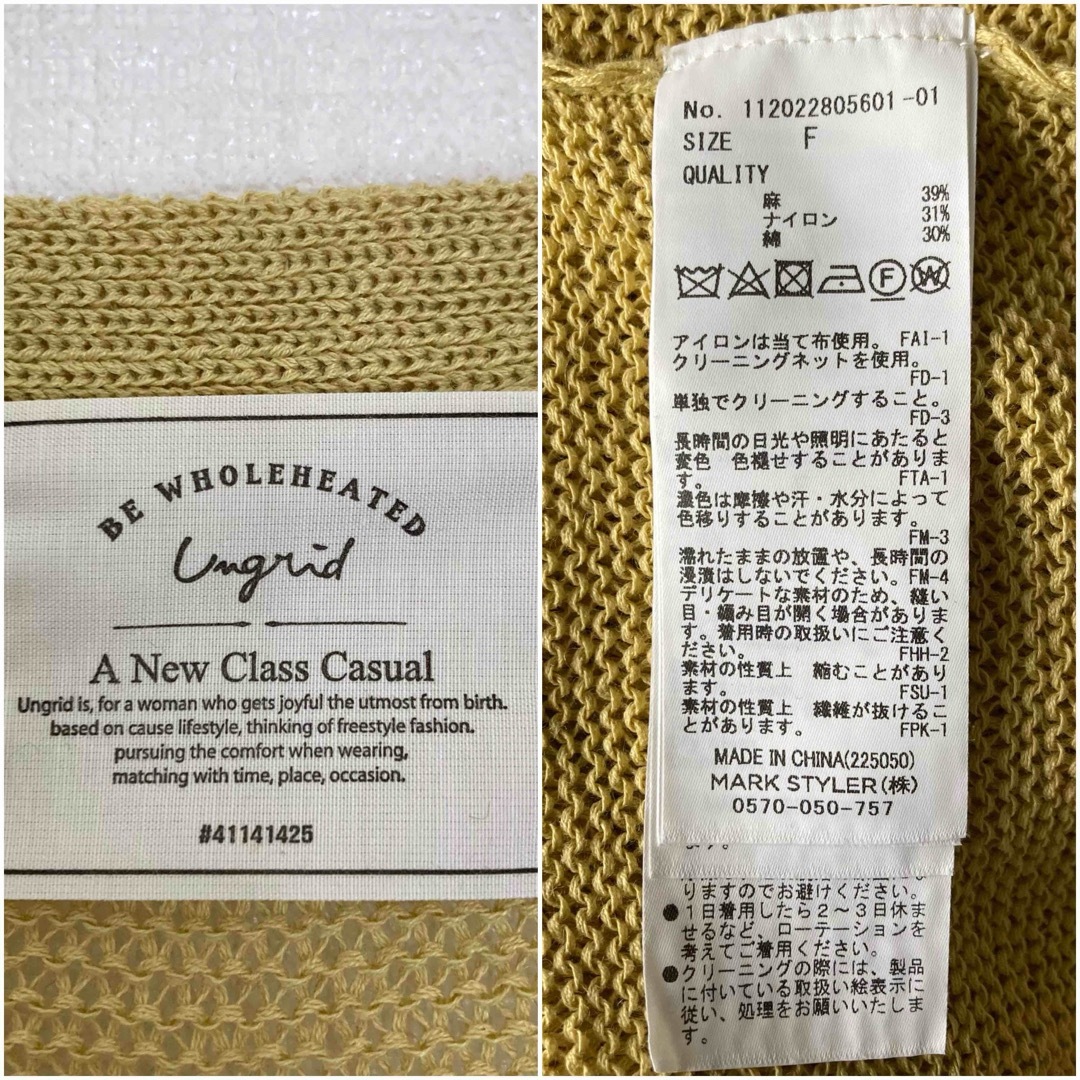 BE WHOLEHEATED
Ungrid
A New Class Casual
Ungrid is, for a woman who gets joyful the utmost from birth.
based on cause lifestyle, thinking of freestyle fashion.
pursuing the comfort when wearing,
matching with time, place, occasion.
#41141425
No. 112022805601-01
SIZE F
QUALITY
麻 39%
ナイロン 31%
綿 30%
F W
アイロンは当て布使用。 FAI-1
クリーニングネットを使用。
FD-1
単独でクリーニングすること。
FD-3
長時間の日光や照明にあたると
変色 色褪せすることがありま
す。 FTA-1
濃色は摩擦や汗・水分によって
色移りすることがあります。
FM-3
濡れたままの放置や、長時間の
浸漬はしないでください。FM-4
デリケートな素材のため、縫い
目・編み目が開く場合がありま
す。着用時の取扱いにご注意く
ださい。 FHH-2
素材の性質上 縮むことがあり
ます。 FSU-1
素材の性質上 繊維が抜けるこ
とがあります。 FPK-1
MADE IN CHINA(225050)
MARK STYLER(株)
0570-050-757
ます。
りますのでお避けください。
●1日着用したら2～3日休ま
せるなど、ローテーションを
考えてご着用ください。
●クリーニングの際には、製品
に付いている取扱い絵表示に
従い、処理をお願いいたしま
す。